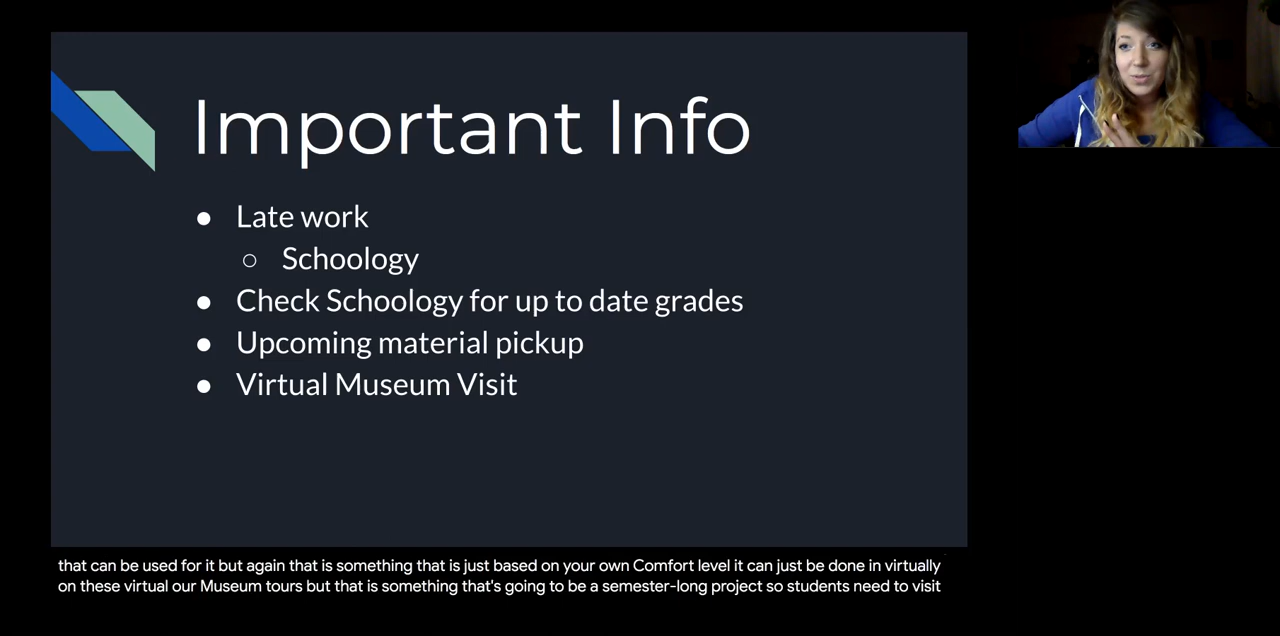 Important Info
● Late work
○ Schoology
● Check Schoology for up to date grades
● Upcoming material pickup
● Virtual Museum Visit
that can be used for it but again that is something that is just based on your own Comfort level it can just be done in virtually
on these virtual our Museum tours but that is something that's going to be a semester-long project so students need to visit